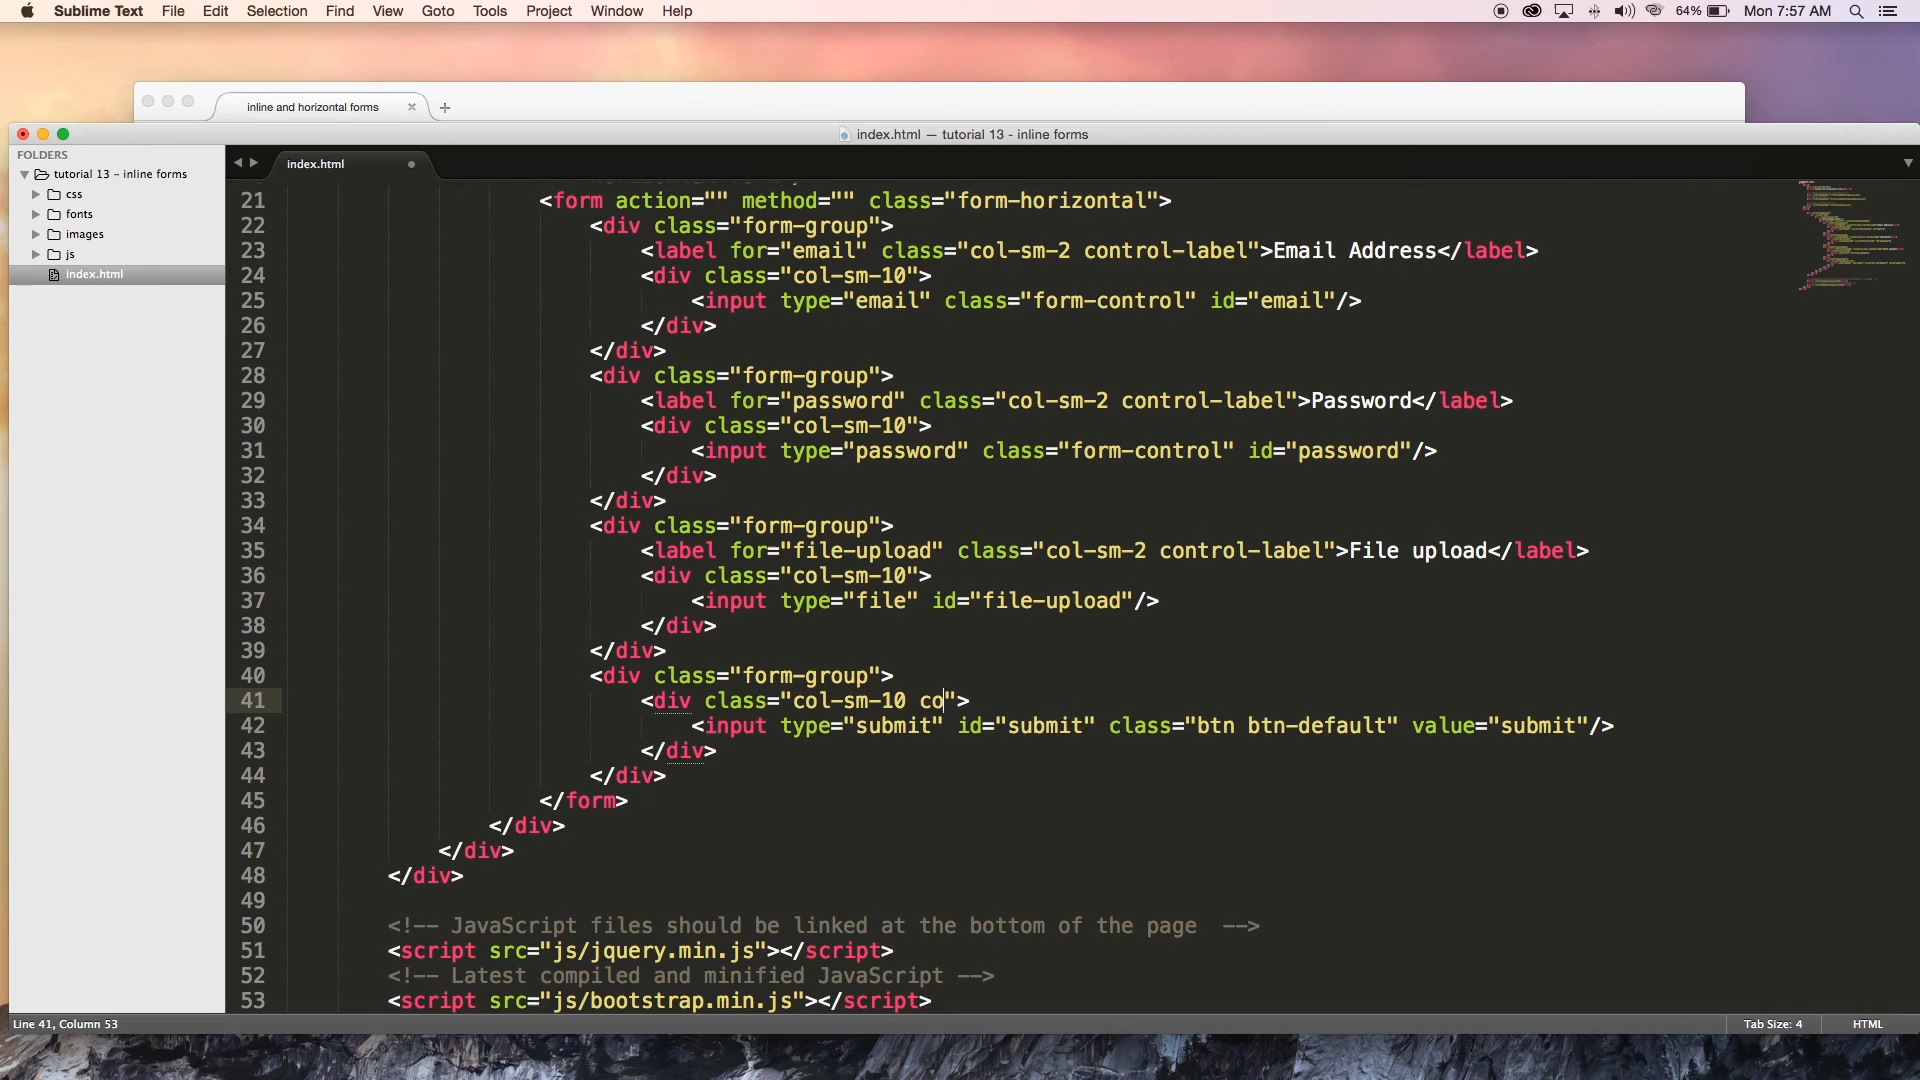 Sublime Text File Edit Selection Find View Goto Tools Project Window Help 64% Mon 7:57 AM
inline and horizontal forms
index.html — tutorial 13 - inline forms
FOLDERS
tutorial 13 - inline forms
css
fonts
images
js
index.html
index.html
21 <form action="" method="" class="form-horizontal">
22 <div class="form-group">
23 <label for="email" class="col-sm-2 control-label">Email Address</label>
24 <div class="col-sm-10">
25 <input type="email" class="form-control" id="email"/>
26 </div>
27 </div>
28 <div class="form-group">
29 <label for="password" class="col-sm-2 control-label">Password</label>
30 <div class="col-sm-10">
31 <input type="password" class="form-control" id="password"/>
32 </div>
33 </div>
34 <div class="form-group">
35 <label for="file-upload" class="col-sm-2 control-label">File upload</label>
36 <div class="col-sm-10">
37 <input type="file" id="file-upload"/>
38 </div>
39 </div>
40 <div class="form-group">
41 <div class="col-sm-10 co">
42 <input type="submit" id="submit" class="btn btn-default" value="submit"/>
43 </div>
44 </div>
45 </form>
46 </div>
47 </div>
48 </div>
49
50 <!-- JavaScript files should be linked at the bottom of the page -->
51 <script src="js/jquery.min.js"></script>
52 <!-- Latest compiled and minified JavaScript -->
53 <script src="js/bootstrap.min.js"></script>
Line 41, Column 53 Tab Size: 4 HTML